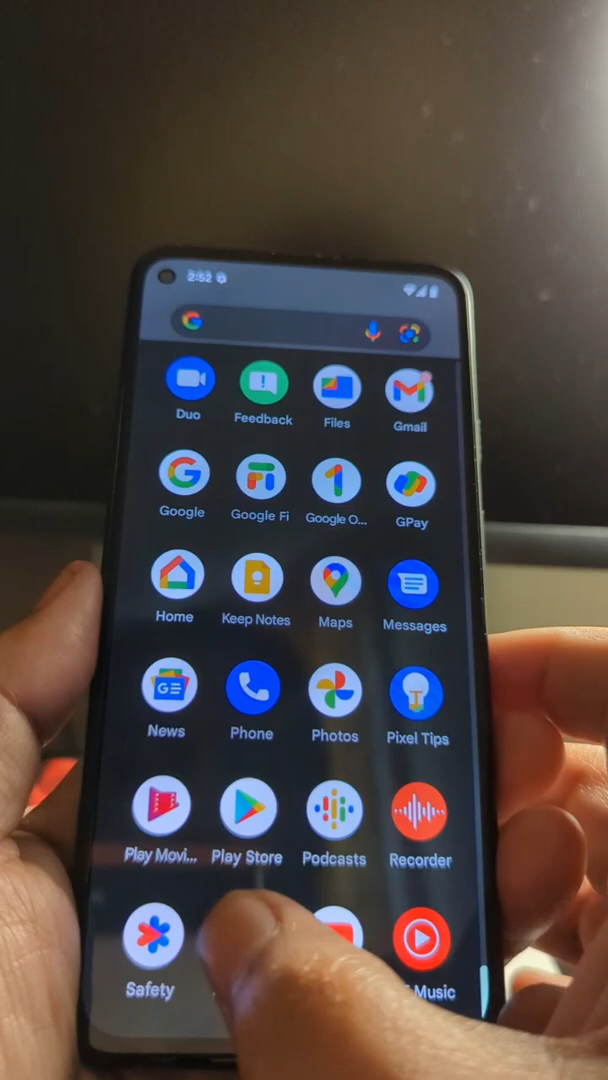 2:52
Duo Feedback Files Gmail
Google Google Fi Google O... GPay
Home Keep Notes Maps Messages
News Phone Photos Pixel Tips
Play Movi... Play Store Podcasts Recorder
Safety Music